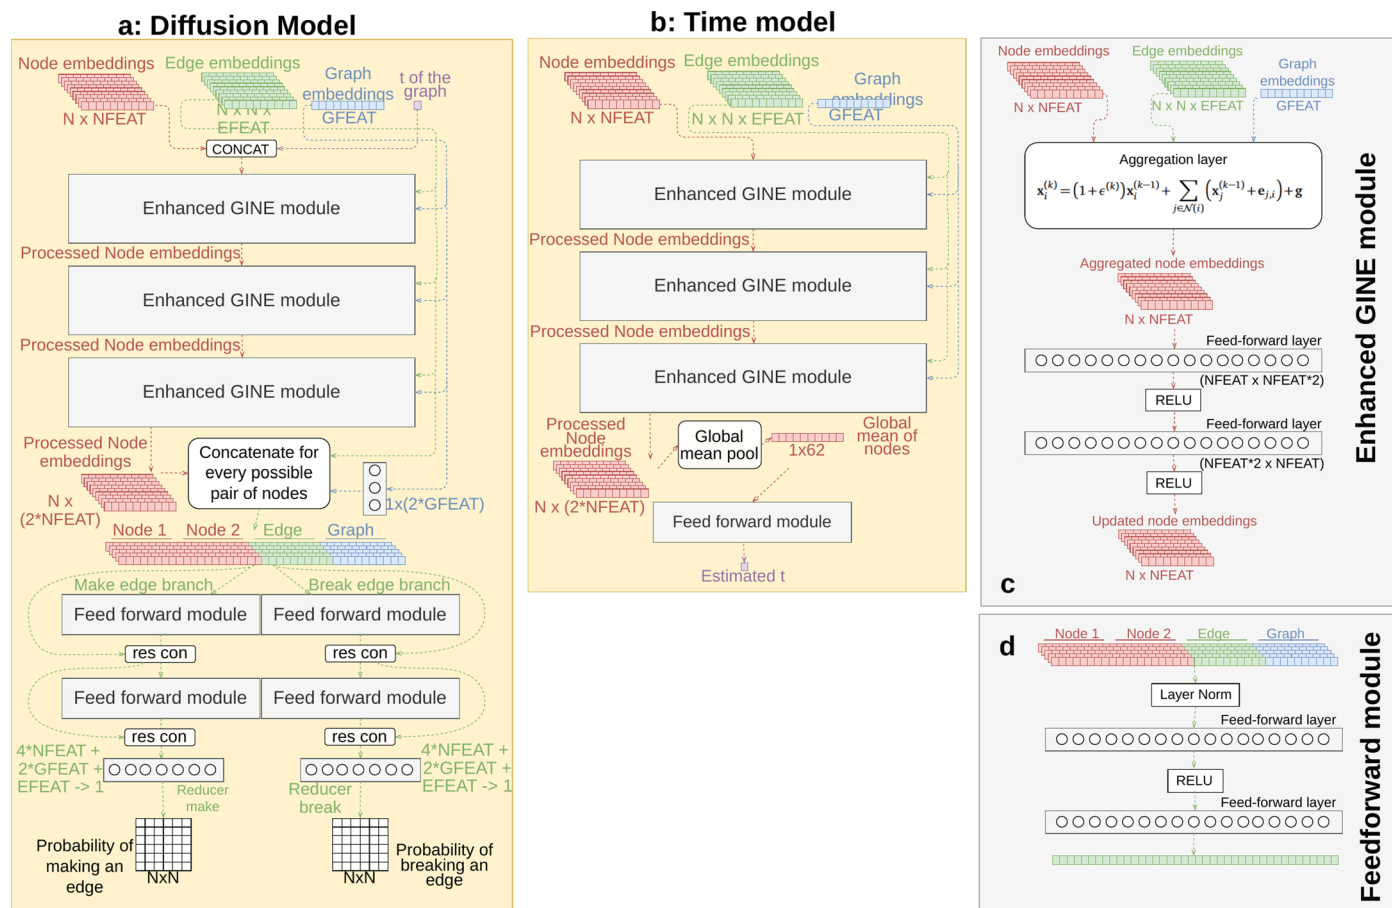 a: Diffusion Model
Node embeddings
N x NFEAT
Edge embeddings
N x N x
EFEAT
Graph
embeddings
GFEAT
t of the
graph
CONCAT
Enhanced GINE module
Processed Node embeddings
Enhanced GINE module
Processed Node embeddings
Enhanced GINE module
Processed Node
embeddings
N x
(2*NFEAT)
Concatenate for
every possible
pair of nodes
1x(2*GFEAT)
Node 1 Node 2 Edge Graph
Make edge branch Break edge branch
Feed forward module Feed forward module
res con res con
Feed forward module Feed forward module
res con res con
4*NFEAT +
2*GFEAT +
EFEAT -> 1
Reducer
make
Reducer
break
4*NFEAT +
2*GFEAT +
EFEAT -> 1
Probability of
making an
edge
NxN
NxN
Probability of
breaking an
edge
b: Time model
Node embeddings
N x NFEAT
Edge embeddings
N x N x EFEAT
Graph
embeddings
GFEAT
Enhanced GINE module
Processed Node embeddings
Enhanced GINE module
Processed Node embeddings
Enhanced GINE module
Processed
Node
embeddings
N x (2*NFEAT)
Global
mean pool
1x62
Global
mean of
nodes
Feed forward module
Estimated t
Node embeddings
N x NFEAT
Edge embeddings
N x N x EFEAT
Graph
embeddings
GFEAT
Aggregation layer
x_i^(k) = (1+ϵ^(k))x_i^(k−1) + ∑_{j∈N(i)} (x_j^(k−1) + e_{j,i}) + g
Aggregated node embeddings
N x NFEAT
Feed-forward layer
(NFEAT x NFEAT*2)
RELU
Feed-forward layer
(NFEAT*2 x NFEAT)
RELU
Updated node embeddings
N x NFEAT
c
Enhanced GINE module
d
Node 1 Node 2 Edge Graph
Layer Norm
Feed-forward layer
RELU
Feed-forward layer
Feedforward module